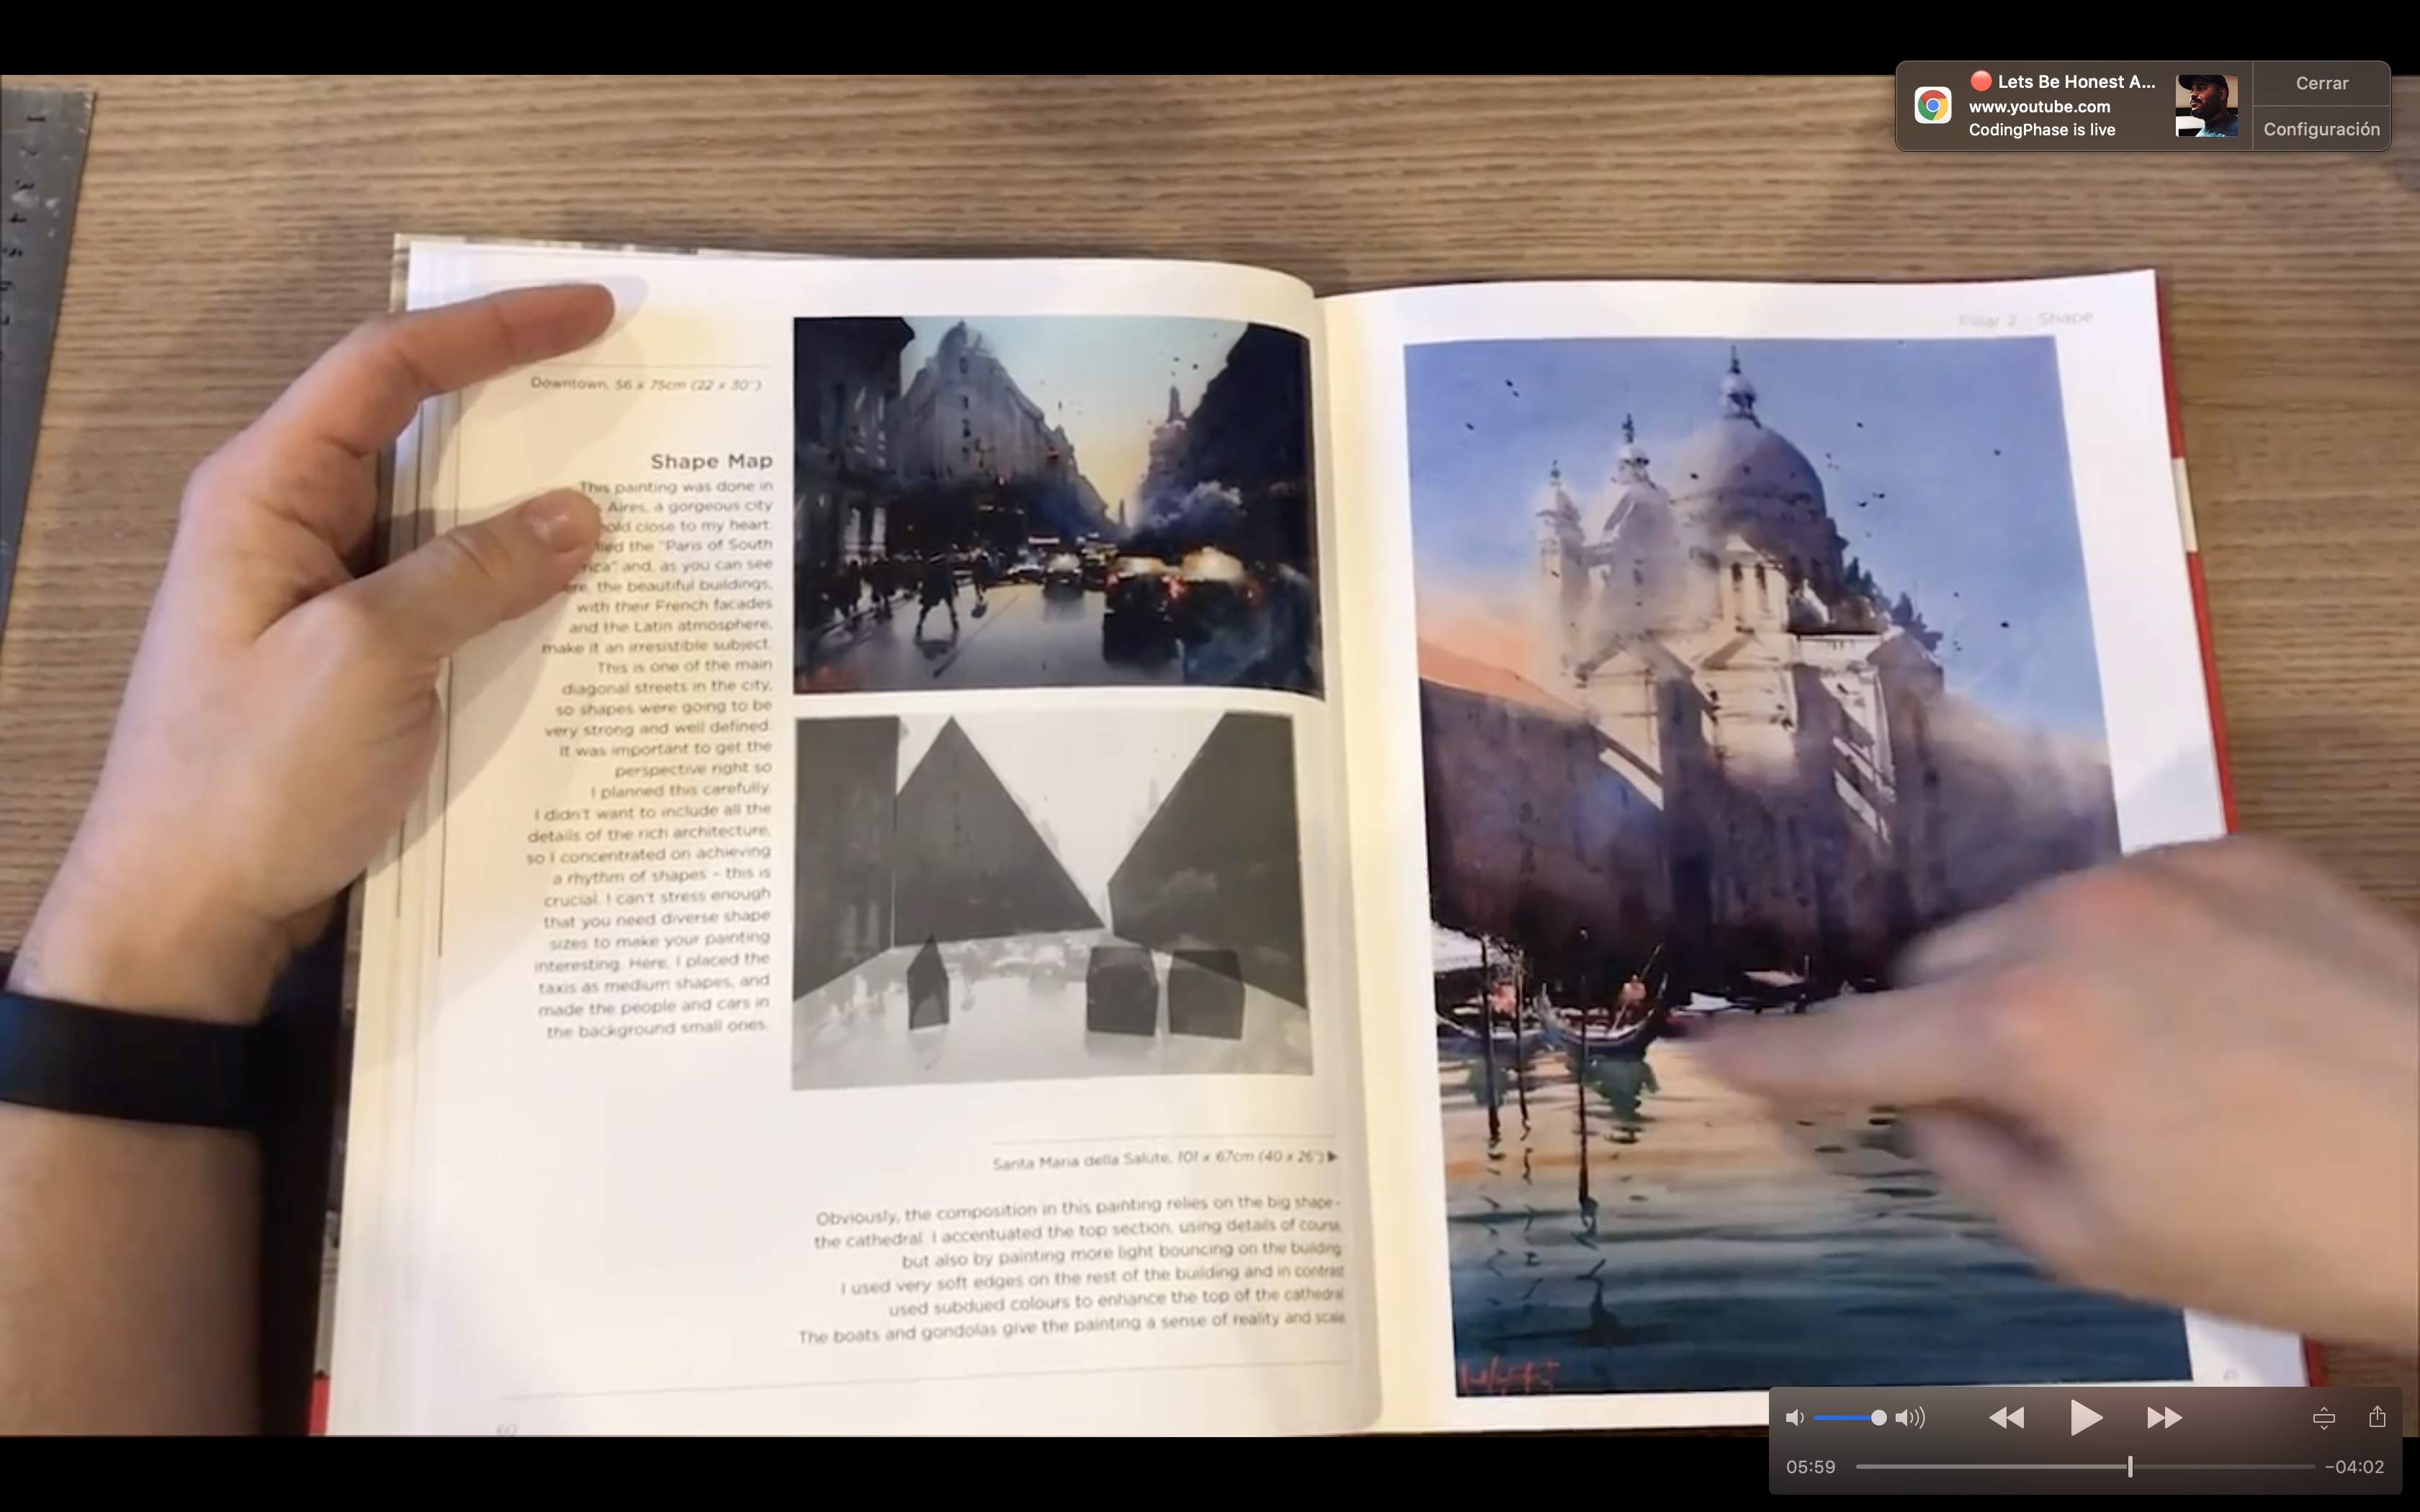 🔴 Lets Be Honest A...
www.youtube.com
CodingPhase is live
Cerrar
Configuración
Downtown, 56 x 75cm (22 x 30")
Shape Map
This painting was done in
Aires, a gorgeous city
hold close to my heart.
the "Paris of South
and, as you can see
the beautiful buildings,
with their French facades
and the Latin atmosphere,
make it an irresistible subject.
This is one of the main
diagonal streets in the city,
so shapes were going to be
very strong and well defined.
It was important to get the
perspective right so
I planned this carefully.
I didn't want to include all the
details of the rich architecture,
so I concentrated on achieving
a rhythm of shapes – this is
crucial. I can't stress enough
that you need diverse shape
sizes to make your painting
interesting. Here, I placed the
taxis as medium shapes, and
made the people and cars in
the background small ones.
Santa Maria della Salute, 101 x 67cm (40 x 26") ▶
Obviously, the composition in this painting relies on the big shape –
the cathedral. I accentuated the top section, using details of course,
but also by painting more light bouncing on the building
I used very soft edges on the rest of the building and in contrast
used subdued colours to enhance the top of the cathedral
The boats and gondolas give the painting a sense of reality and scale
60
Pillar 2 – Shape
05:59
−04:02